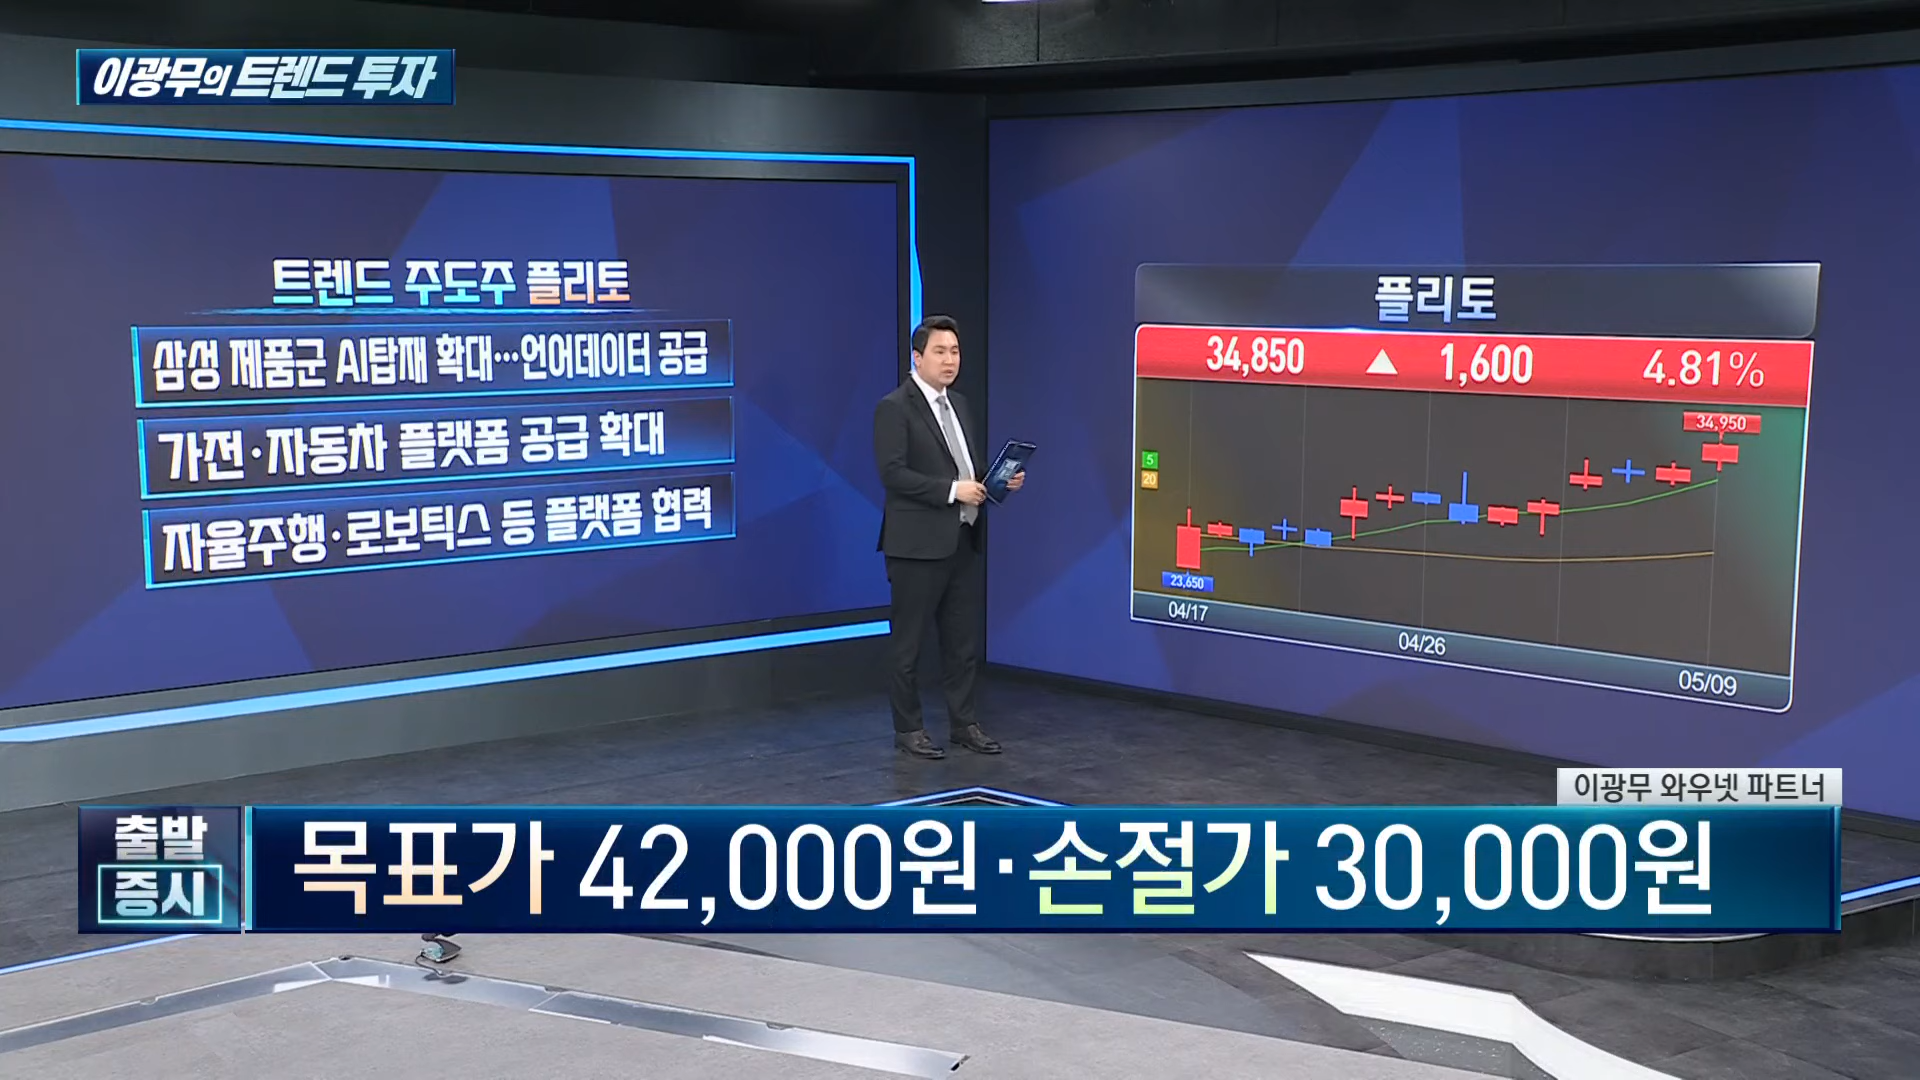 이광무의 트렌드 투자
트렌드 주도주 플리토
삼성 제품군 AI탑재 확대…언어데이터 공급
가전·자동차 플랫폼 공급 확대
자율주행·로보틱스 등 플랫폼 협력
플리토
34,850 ▲ 1,600 4.81%
34,950
5
20
23,650
04/17
04/26
05/09
이광무 와우넷 파트너
출발
증시
목표가 42,000원·손절가 30,000원